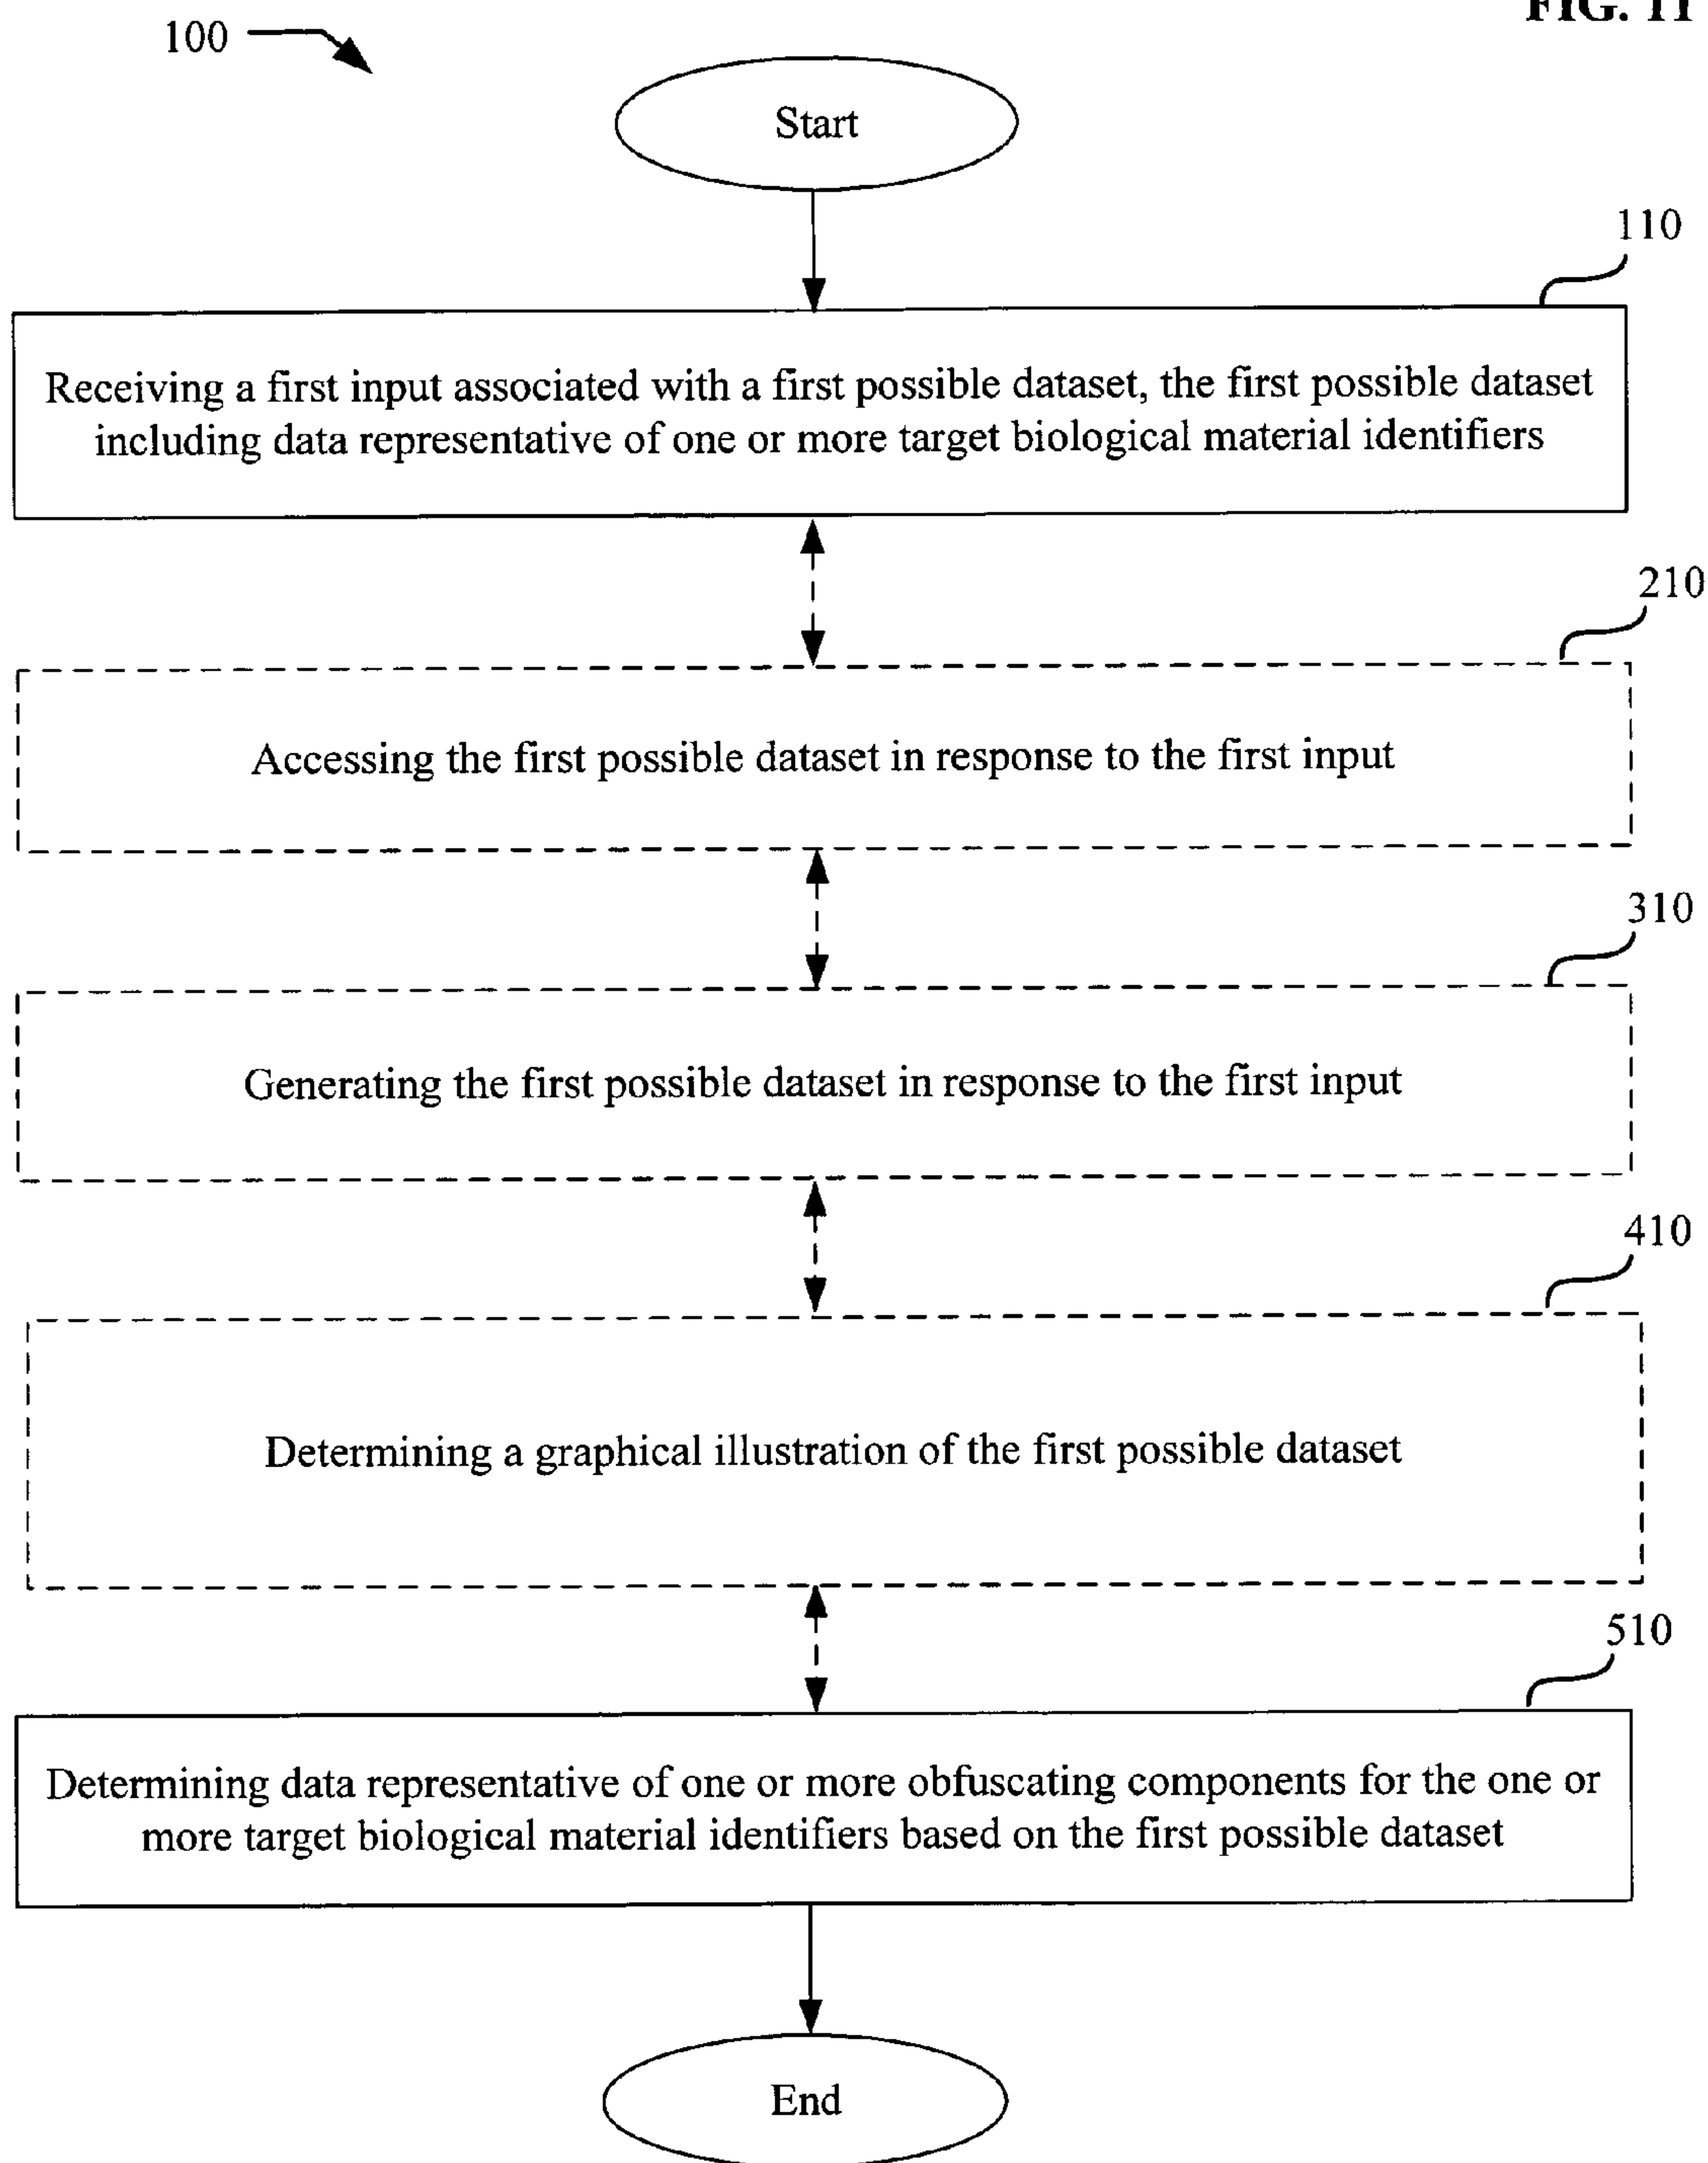 FIG. 11
100
Start
110
Receiving a first input associated with a first possible dataset, the first possible dataset
including data representative of one or more target biological material identifiers
210
Accessing the first possible dataset in response to the first input
310
Generating the first possible dataset in response to the first input
410
Determining a graphical illustration of the first possible dataset
510
Determining data representative of one or more obfuscating components for the one or
more target biological material identifiers based on the first possible dataset
End